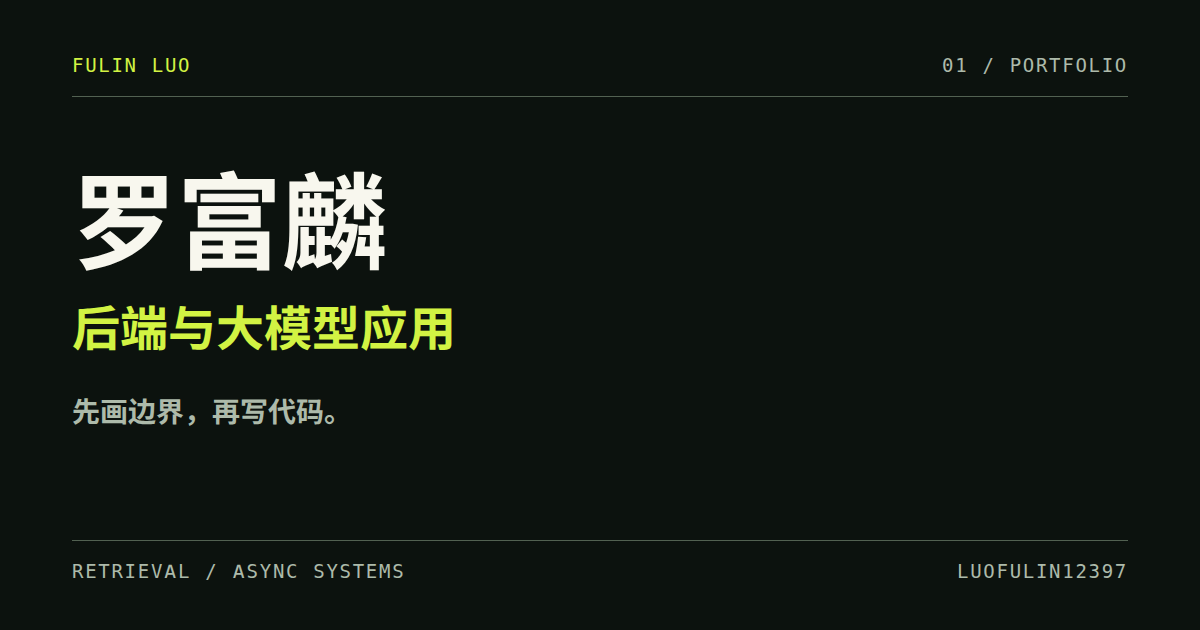 FULIN LUO
01 / PORTFOLIO
罗富麟
后端与大模型应用
先画边界，再写代码。
RETRIEVAL / ASYNC SYSTEMS
LUOFULIN12397